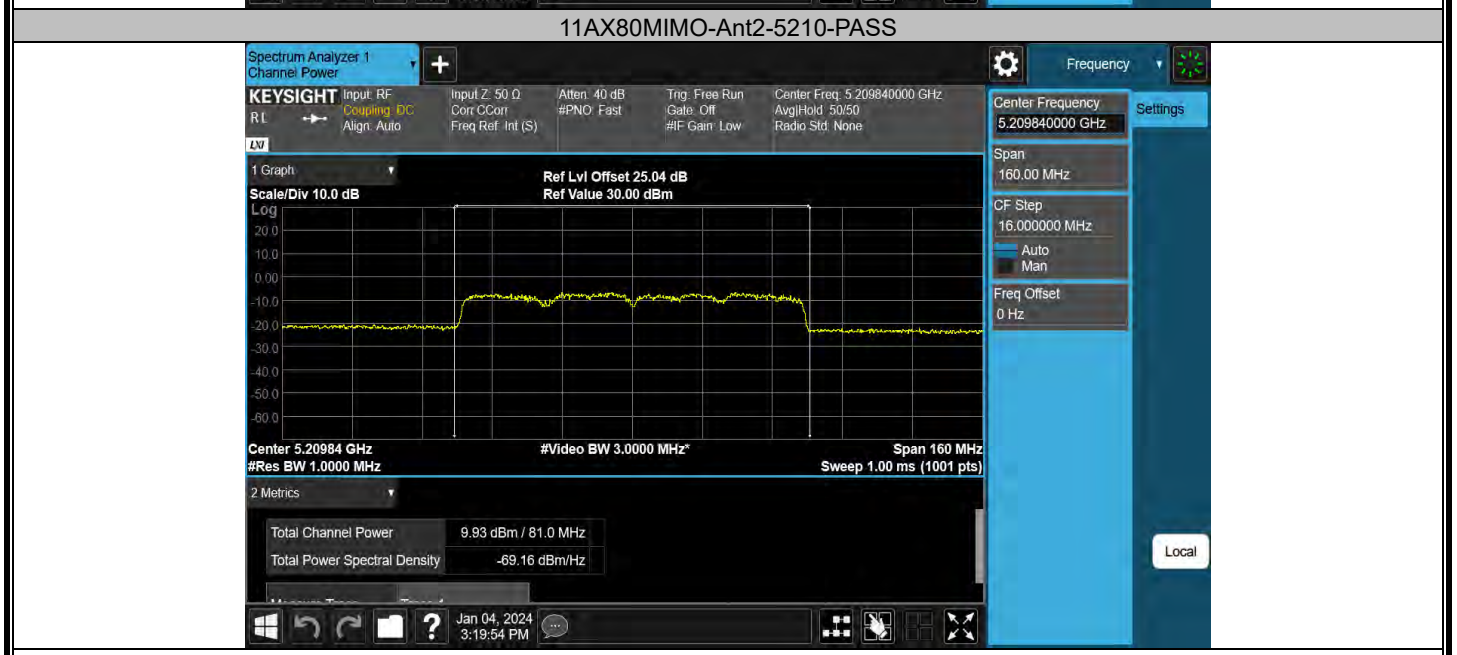 11AX80MIMO-Ant2-5210-PASS
Spectrum Analyzer 1
Channel Power
Frequency
KEYSIGHT
Input: RF
Coupling: DC
Align: Auto
Input Z: 50 Ω
Corr CCorr
Freq Ref: Int (S)
Atten: 40 dB
#PNO: Fast
Trig: Free Run
Gate: Off
#IF Gain: Low
Center Freq: 5.209840000 GHz
Avg|Hold: 50/50
Radio Std: None
LXI
Center Frequency
5.209840000 GHz
Settings
Span
160.00 MHz
CF Step
16.000000 MHz
Auto
Man
Freq Offset
0 Hz
1 Graph
Scale/Div 10.0 dB
Ref Lvl Offset 25.04 dB
Ref Value 30.00 dBm
Log
20.0
10.0
0.00
-10.0
-20.0
-30.0
-40.0
-50.0
-60.0
Center 5.20984 GHz
#Res BW 1.0000 MHz
#Video BW 3.0000 MHz*
Span 160 MHz
Sweep 1.00 ms (1001 pts)
2 Metrics
Total Channel Power 9.93 dBm / 81.0 MHz
Total Power Spectral Density -69.16 dBm/Hz
Local
?
Jan 04, 2024
3:19:54 PM